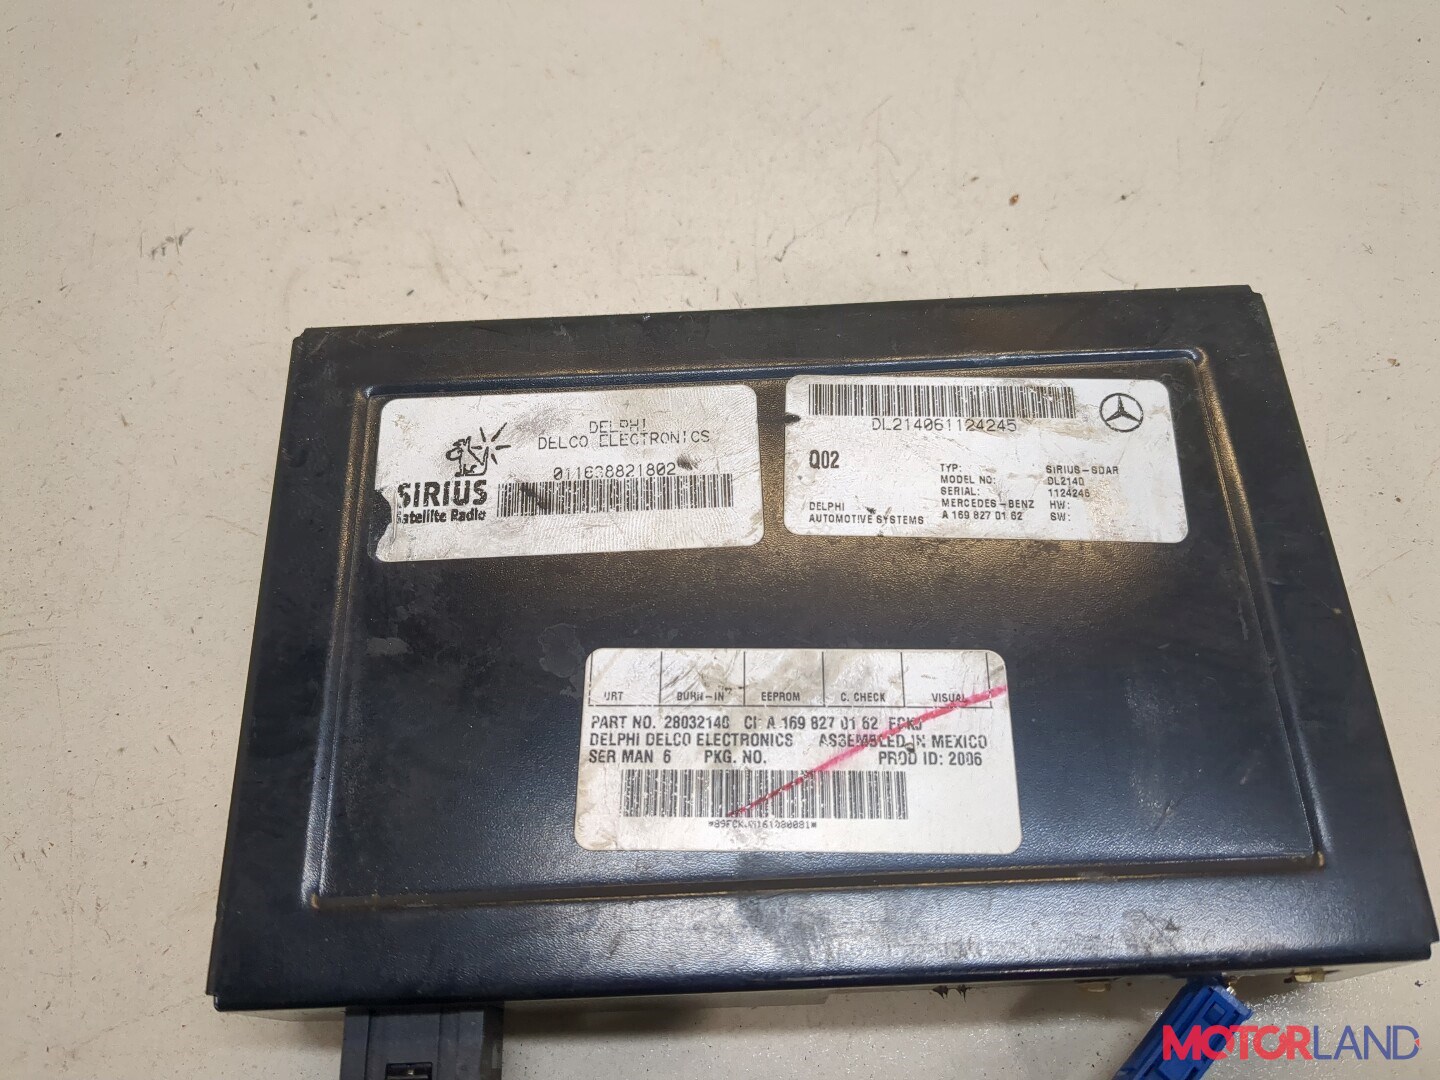 DELPHI
DELCO ELECTRONICS
011638821802
SIRIUS
Satellite Radio
DL214061124245
Q02
TYP: SIRIUS-SDAR
MODEL NO: DL2140
SERIAL: 1124245
MERCEDES-BENZ HW:
A 169 827 01 62 SW:
DELPHI
AUTOMOTIVE SYSTEMS
URT BURN-IN EEPROM C. CHECK VISUAL
PART NO. 28032140 A 169 827 01 62
DELPHI DELCO ELECTRONICS ASSEMBLED IN MEXICO
SER MAN 6 PKG. NO. PROD ID: 2006
MOTORLAND